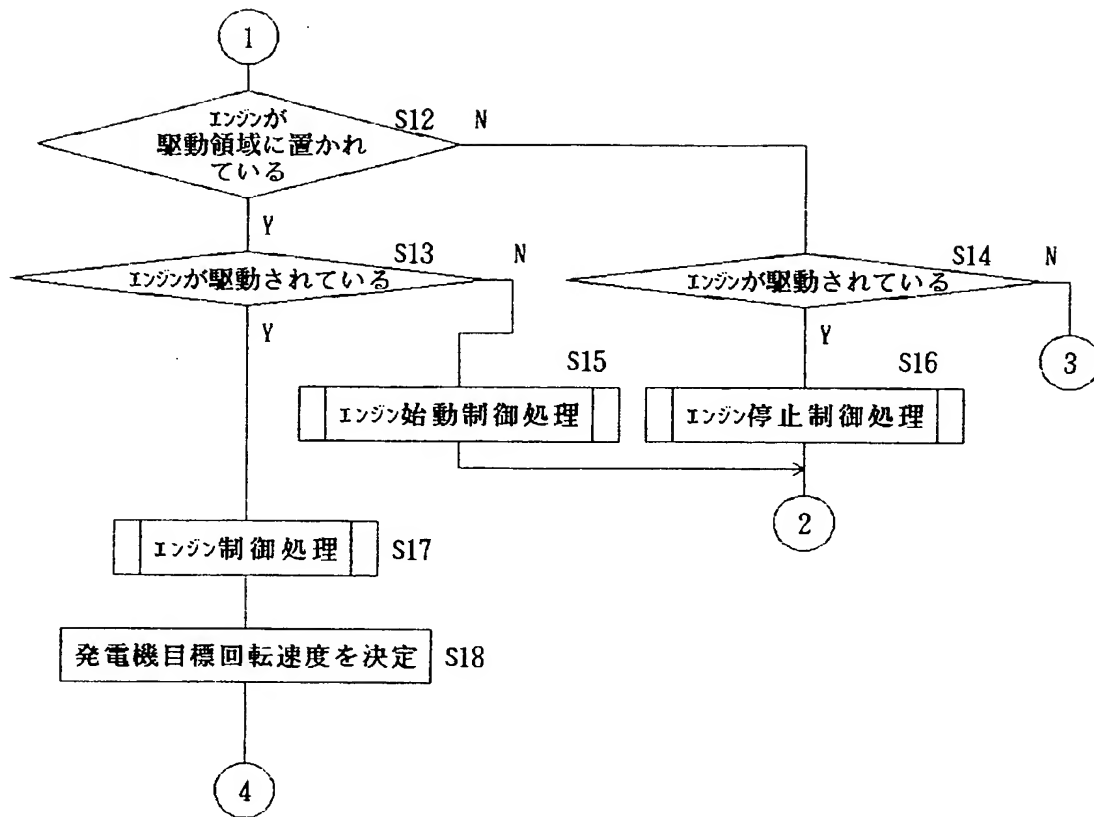 1
エンジンが
駆動領域に置かれ
ている
S12
N
Y
エンジンが駆動されている
S13
N
Y
エンジンが駆動されている
S14
N
Y
3
エンジン始動制御処理
S15
エンジン停止制御処理
S16
2
エンジン制御処理
S17
発電機目標回転速度を決定
S18
4